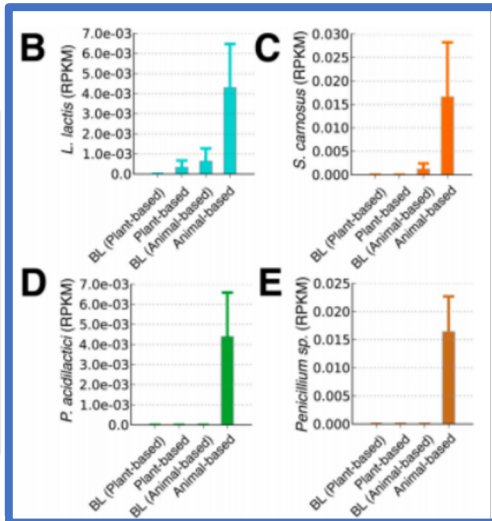 B
L. lactis (RPKM)
7.0e-03
6.0e-03
5.0e-03
4.0e-03
3.0e-03
2.0e-03
1.0e-03
0.0
BL (Plant-based)
Plant-based
BL (Animal-based)
Animal-based
C
S. carnosus (RPKM)
0.030
0.025
0.020
0.015
0.010
0.005
0.000
BL (Plant-based)
Plant-based
BL (Animal-based)
Animal-based
D
P. acidilactici (RPKM)
7.0e-03
6.0e-03
5.0e-03
4.0e-03
3.0e-03
2.0e-03
1.0e-03
0.0
BL (Plant-based)
Plant-based
BL (Animal-based)
Animal-based
E
Penicillium sp. (RPKM)
0.025
0.020
0.015
0.010
0.005
0.000
BL (Plant-based)
Plant-based
BL (Animal-based)
Animal-based